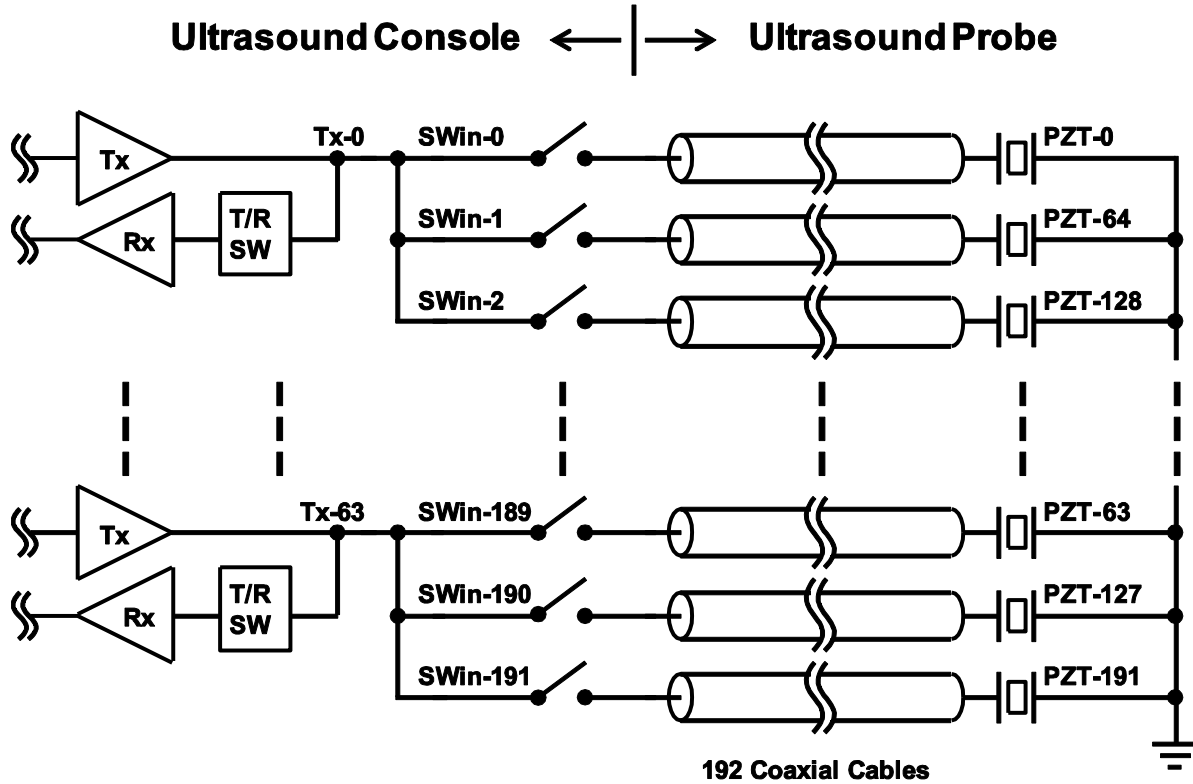 Ultrasound Console
Ultrasound Probe
Tx
Tx-0
SWin-0
PZT-0
Rx
T/R
SW
SWin-1
PZT-64
SWin-2
PZT-128
Tx
Tx-63
SWin-189
PZT-63
Rx
T/R
SW
SWin-190
PZT-127
SWin-191
PZT-191
192 Coaxial Cables